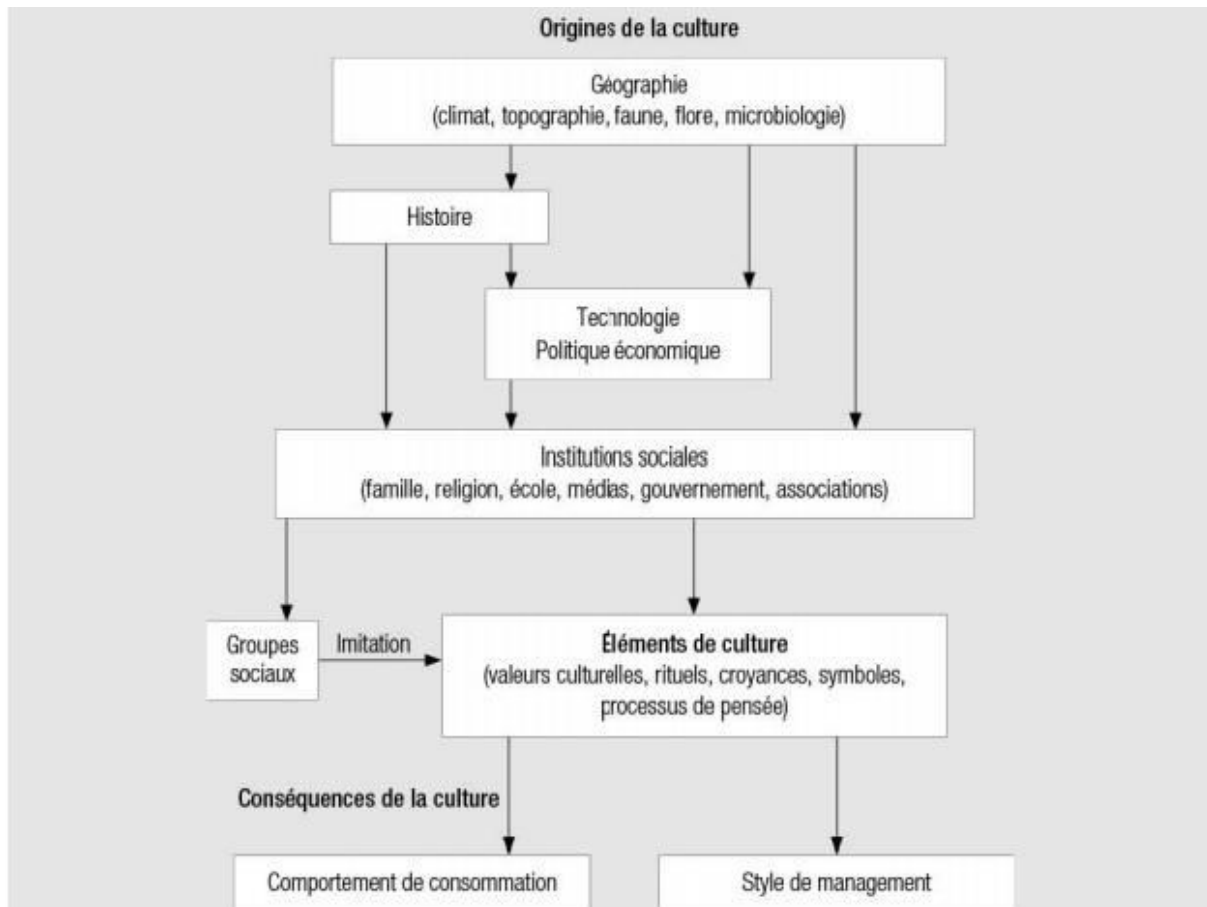 Origines de la culture
Géographie
(climat, topographie, faune, flore, microbiologie)
Histoire
Technologie
Politique économique
Institutions sociales
(famille, religion, école, médias, gouvernement, associations)
Groupes
sociaux
Imitation
Éléments de culture
(valeurs culturelles, rituels, croyances, symboles,
processus de pensée)
Conséquences de la culture
Comportement de consommation
Style de management